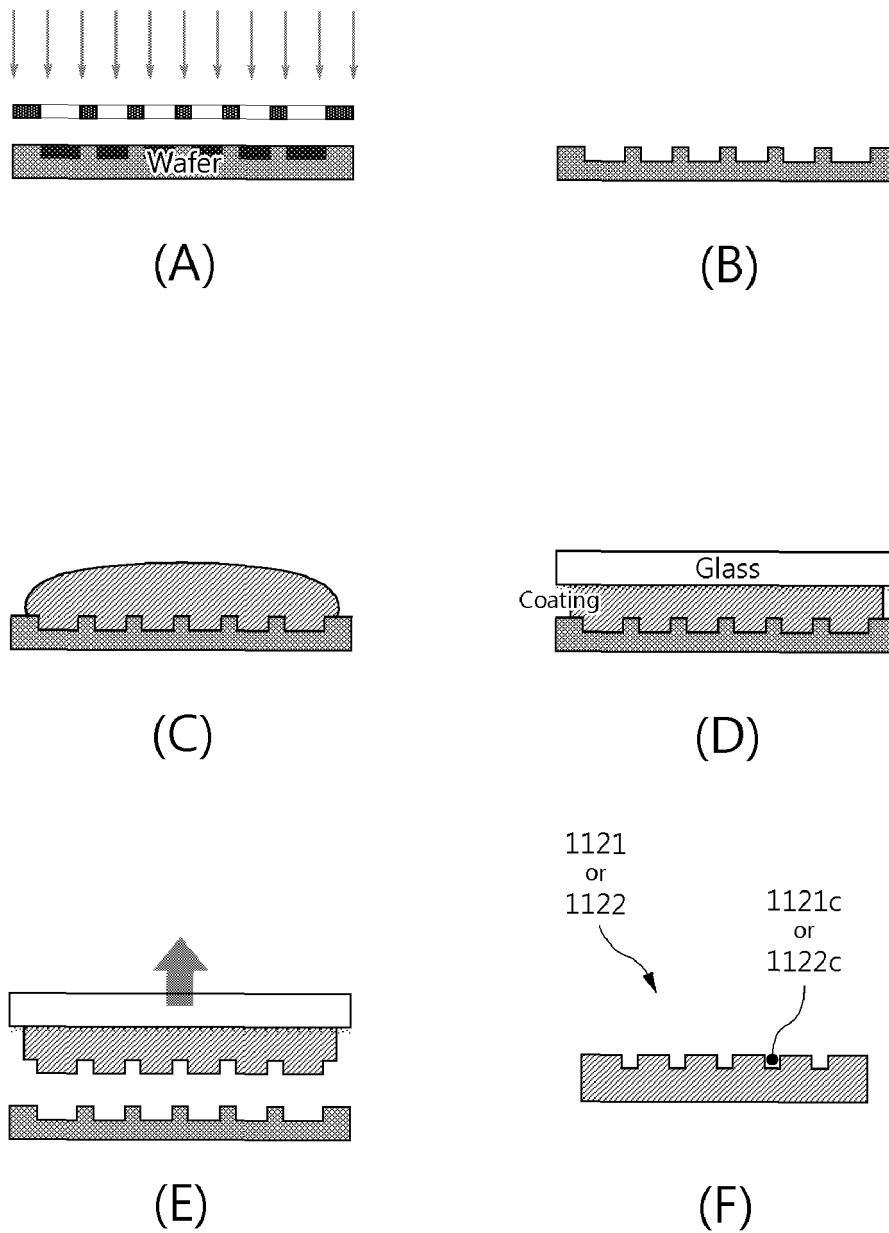 Wafer
(A)
(B)
(C)
Glass
Coating
(D)
(E)
1121
or
1122
1121c
or
1122c
(F)